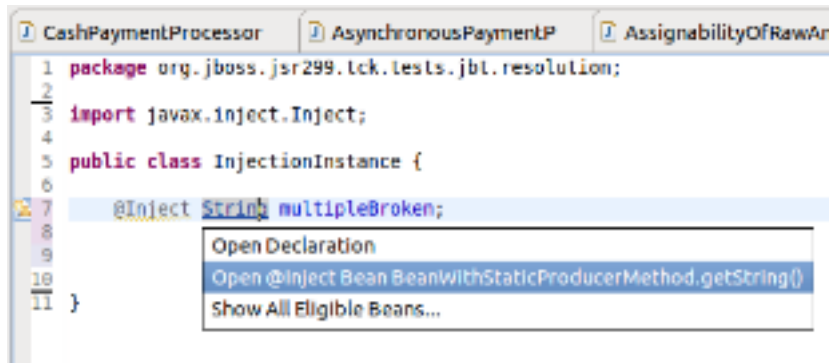 CashPaymentProcessor AsynchronousPaymentP AssignabilityOfRawAn
1 package org.jboss.jsr299.tck.tests.jbt.resolution;
2
3 import javax.inject.Inject;
4
5 public class InjectionInstance {
6
7 @Inject String multipleBroken;
8
Open Declaration
9
Open @Inject Bean BeanWithStaticProducerMethod.getString()
10
11 }
Show All Eligible Beans...